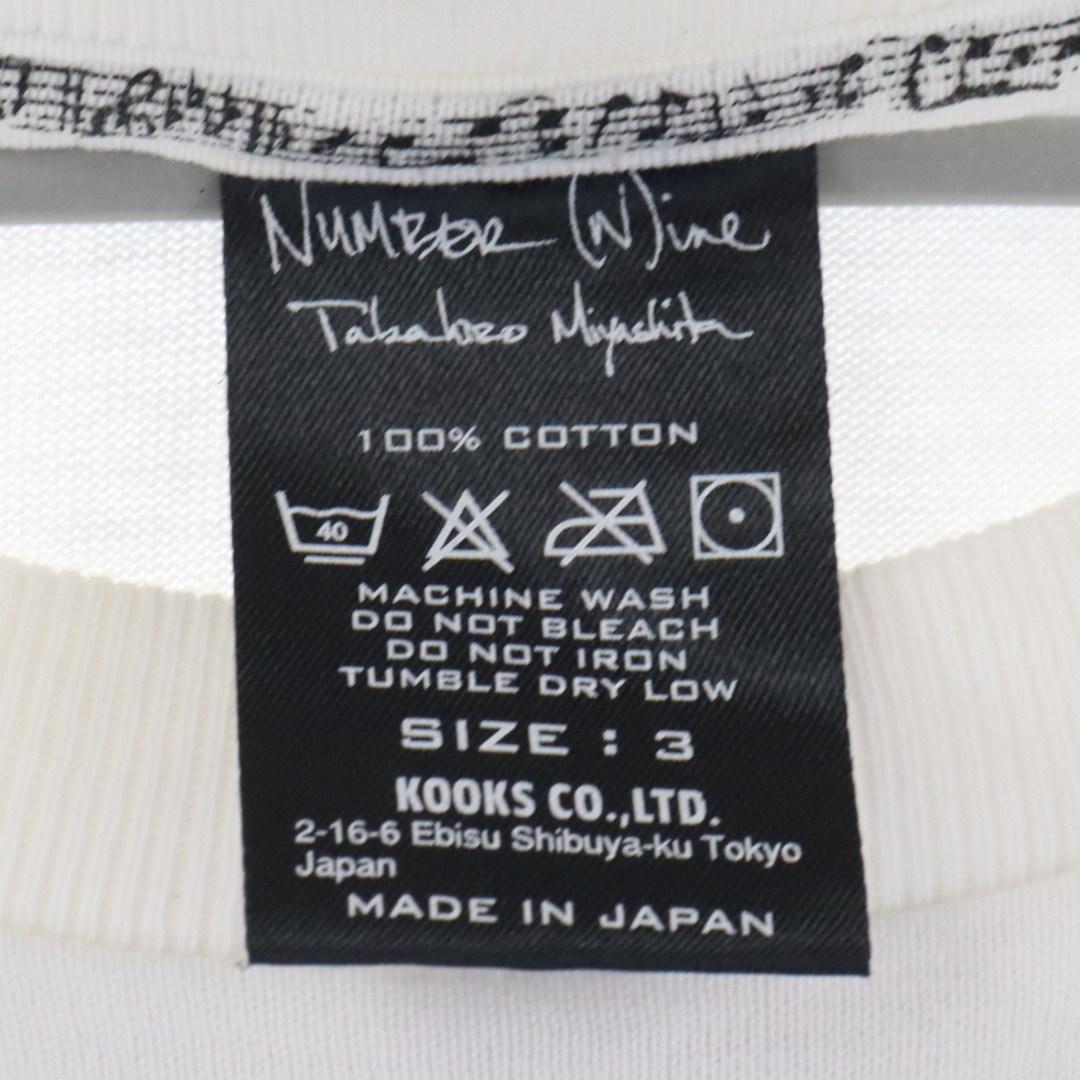 NUMBER (N)ine
Takahiro Miyashita
100% COTTON
40
MACHINE WASH
DO NOT BLEACH
DO NOT IRON
TUMBLE DRY LOW
SIZE : 3
KOOKS CO.,LTD.
2-16-6 Ebisu Shibuya-ku Tokyo
Japan
MADE IN JAPAN